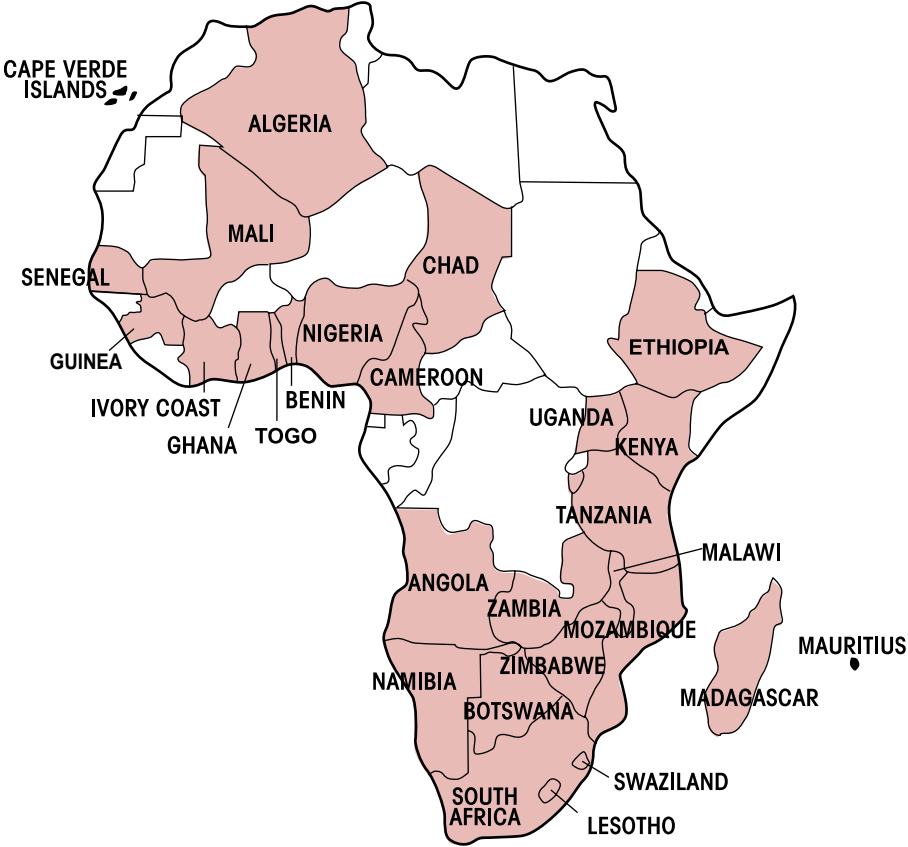 CAPE VERDE
ISLANDS
ALGERIA
MALI
CHAD
SENEGAL
NIGERIA
ETHIOPIA
GUINEA
CAMEROON
IVORY COAST
BENIN
UGANDA
GHANA
TOGO
KENYA
TANZANIA
MALAWI
ANGOLA
ZAMBIA
MOZAMBIQUE
MAURITIUS
ZIMBABWE
NAMIBIA
MADAGASCAR
BOTSWANA
SWAZILAND
SOUTH
AFRICA
LESOTHO